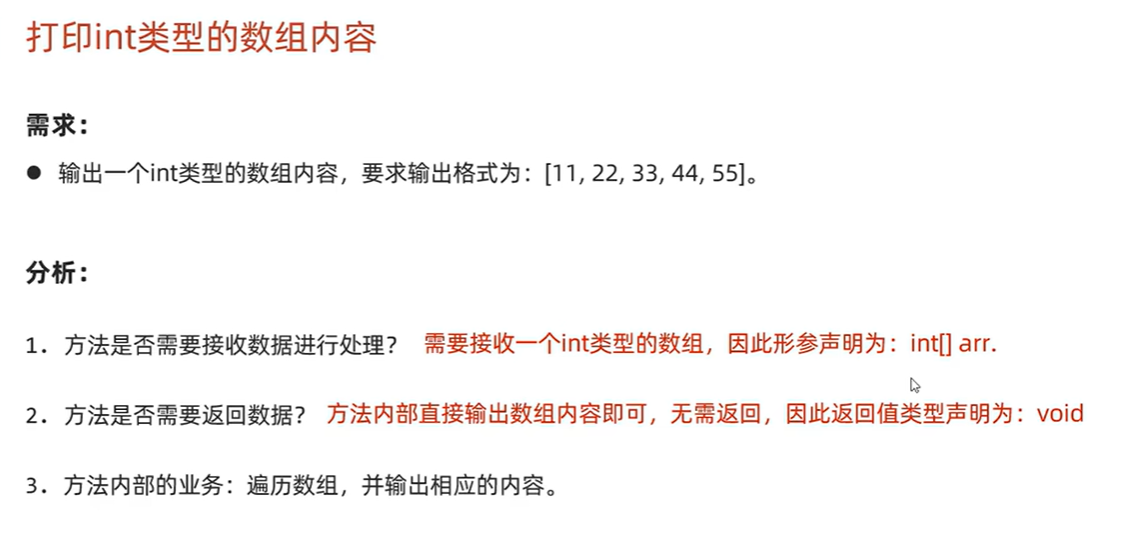 打印int类型的数组内容
需求：
● 输出一个int类型的数组内容，要求输出格式为：[11, 22, 33, 44, 55]。
分析：
1．方法是否需要接收数据进行处理？ 需要接收一个int类型的数组，因此形参声明为：int[] arr.
2．方法是否需要返回数据？ 方法内部直接输出数组内容即可，无需返回，因此返回值类型声明为：void
3．方法内部的业务：遍历数组，并输出相应的内容。